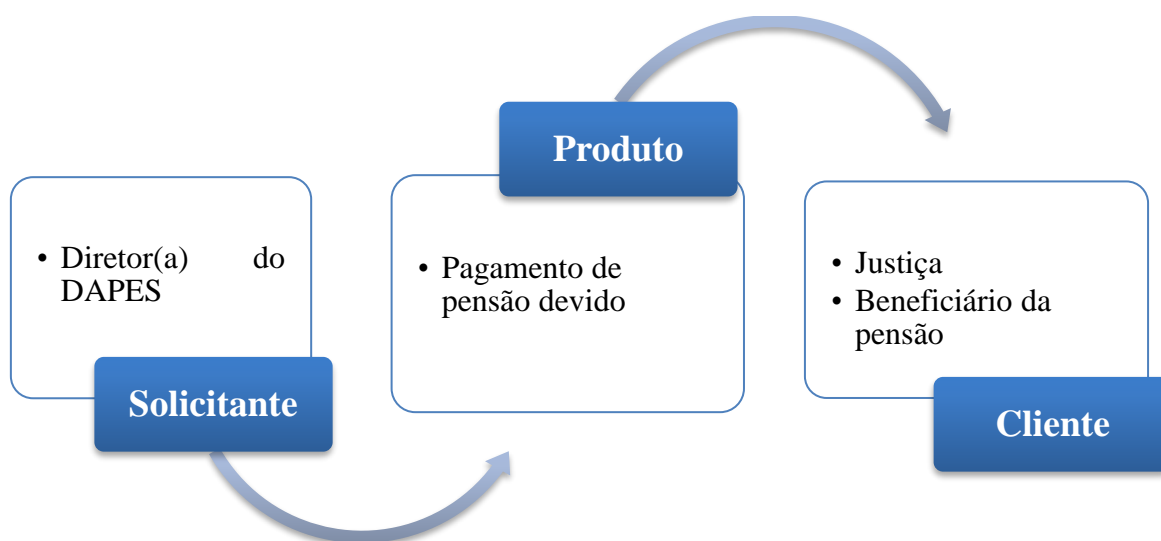 • Diretor(a) do
DAPES
Solicitante
Produto
• Pagamento de
pensão devido
• Justiça
• Beneficiário da
pensão
Cliente